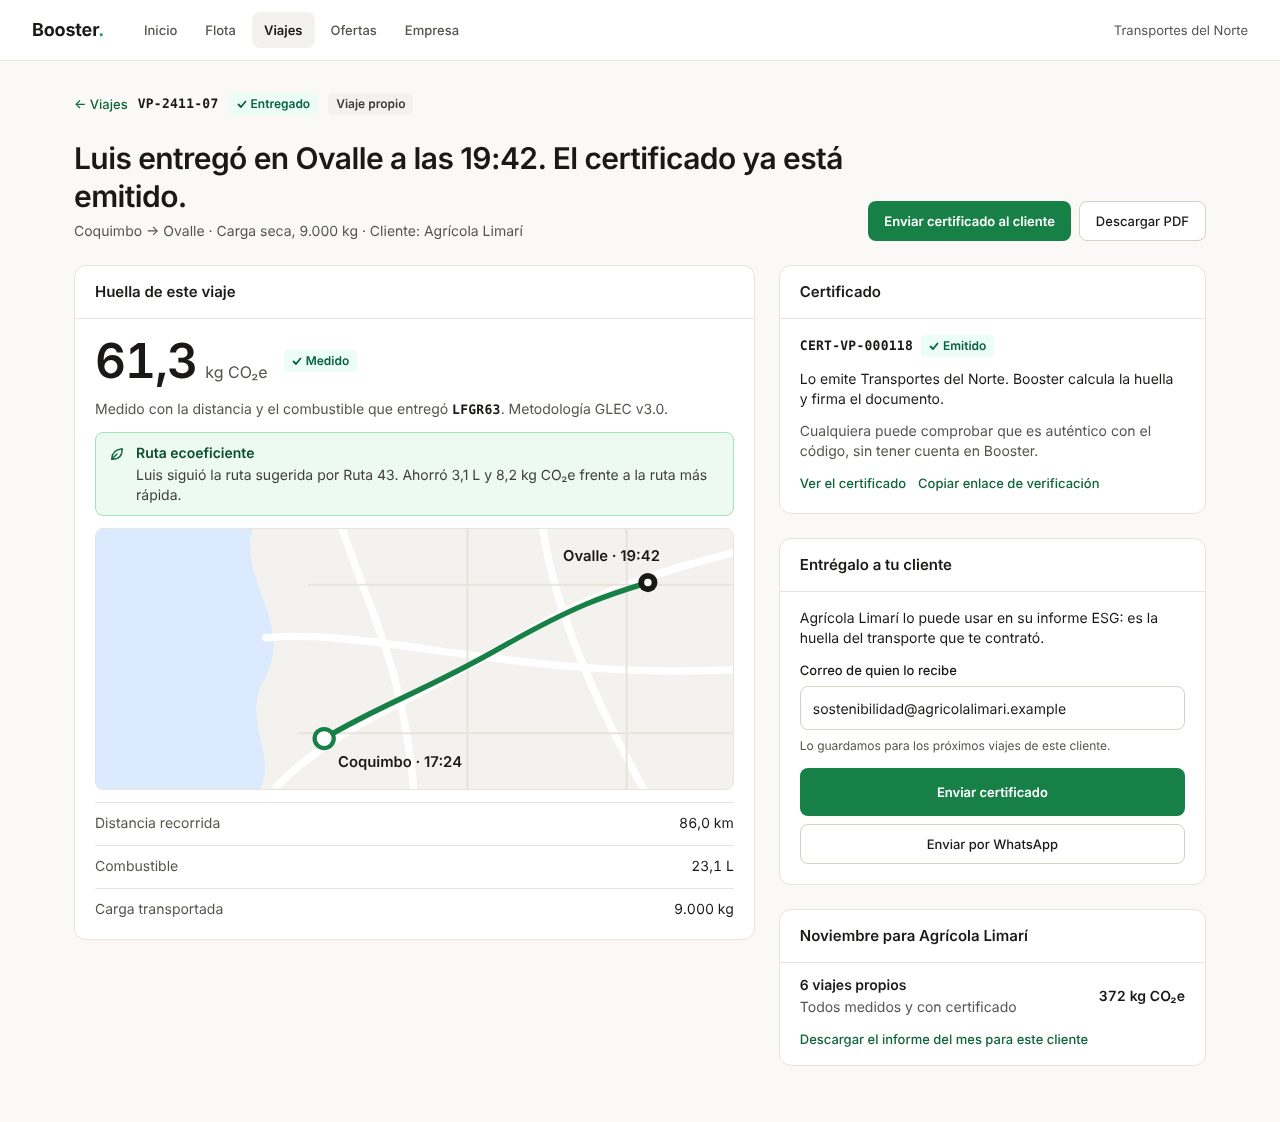 Booster.
Inicio
Flota
Viajes
Ofertas
Empresa
Transportes del Norte
← Viajes
VP-2411-07
Entregado
Viaje propio
Luis entregó en Ovalle a las 19:42. El certificado ya está
emitido.
Coquimbo → Ovalle · Carga seca, 9.000 kg · Cliente: Agrícola Limarí
Enviar certificado al cliente
Descargar PDF
Huella de este viaje
61,3 kg CO₂e
Medido
Medido con la distancia y el combustible que entregó LFGR63. Metodología GLEC v3.0.
Ruta ecoeficiente
Luis siguió la ruta sugerida por Ruta 43. Ahorró 3,1 L y 8,2 kg CO₂e frente a la ruta más
rápida.
Ovalle · 19:42
Coquimbo · 17:24
Distancia recorrida
86,0 km
Combustible
23,1 L
Carga transportada
9.000 kg
Certificado
CERT-VP-000118
Emitido
Lo emite Transportes del Norte. Booster calcula la huella
y firma el documento.
Cualquiera puede comprobar que es auténtico con el
código, sin tener cuenta en Booster.
Ver el certificado
Copiar enlace de verificación
Entrégalo a tu cliente
Agrícola Limarí lo puede usar en su informe ESG: es la
huella del transporte que te contrató.
Correo de quien lo recibe
sostenibilidad@agricolalimari.example
Lo guardamos para los próximos viajes de este cliente.
Enviar certificado
Enviar por WhatsApp
Noviembre para Agrícola Limarí
6 viajes propios
Todos medidos y con certificado
372 kg CO₂e
Descargar el informe del mes para este cliente